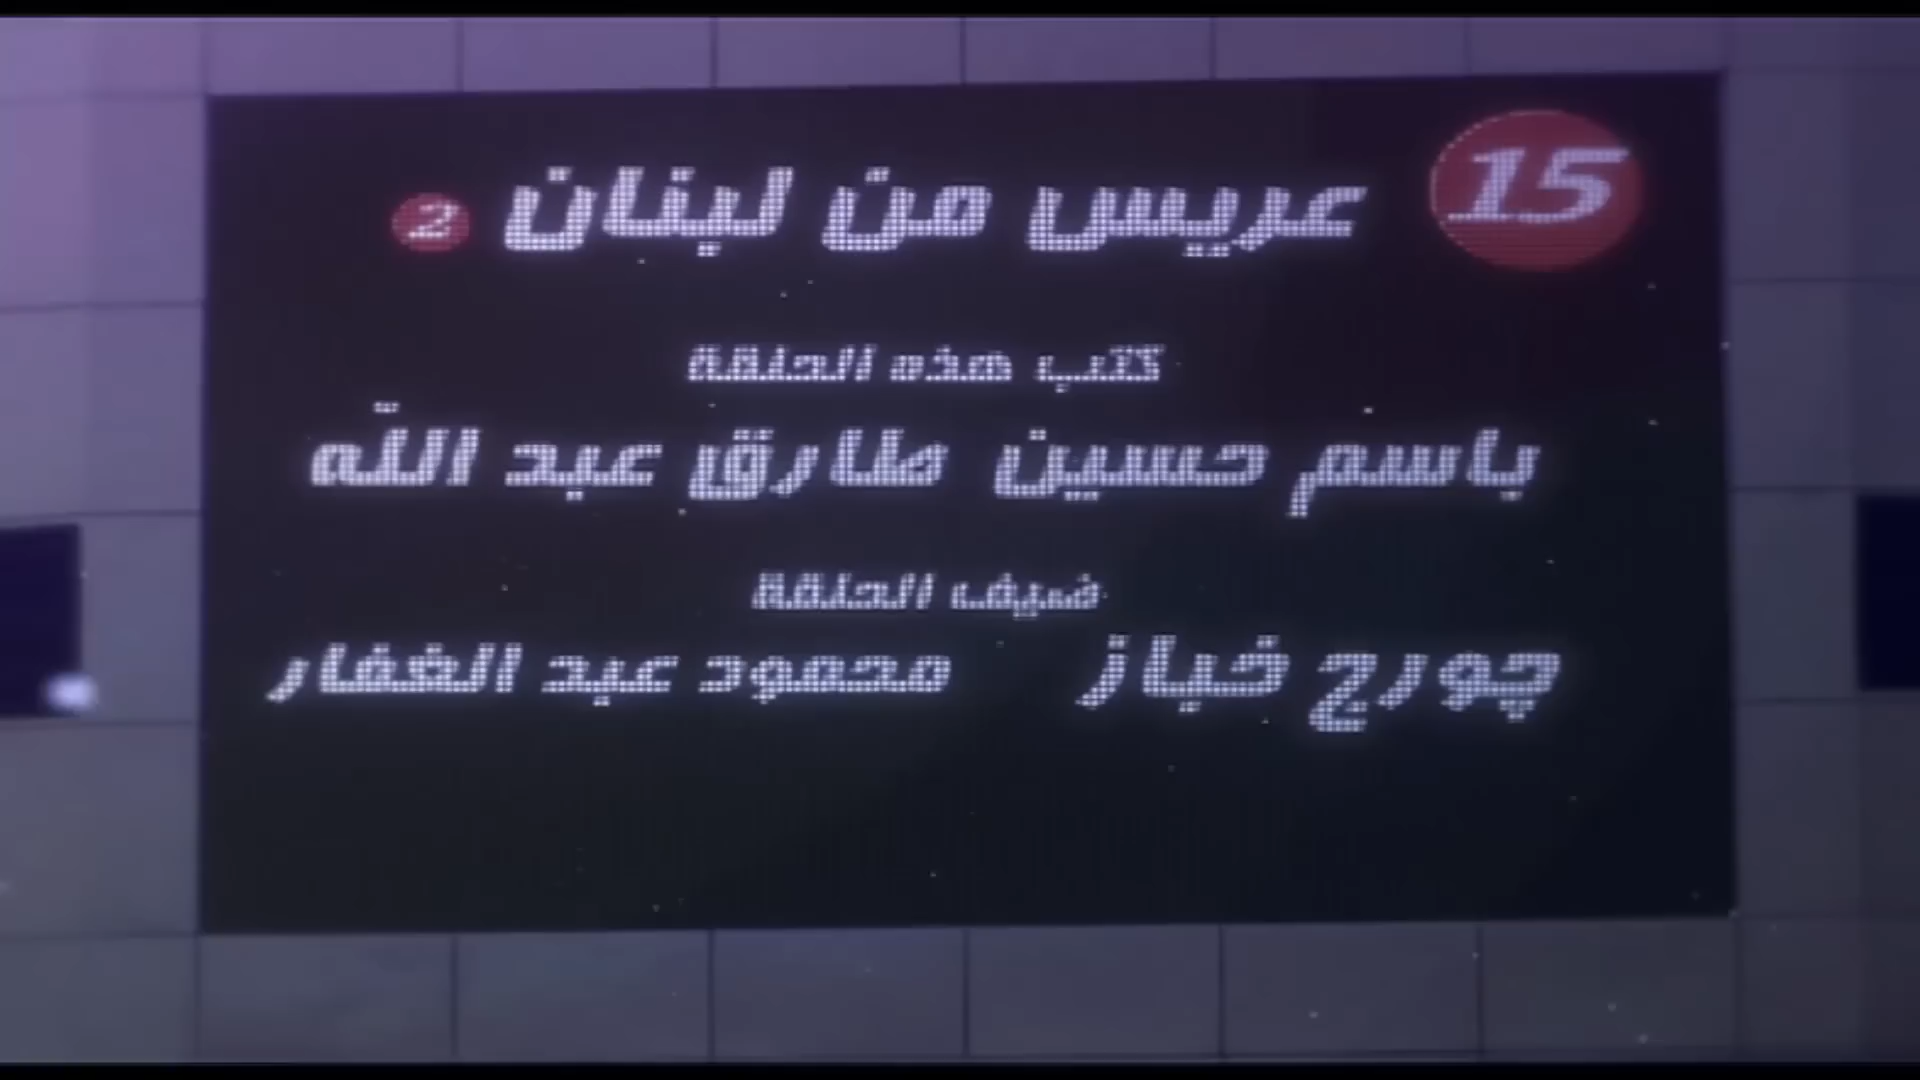 15 عريس من لبنان 2
كتب هذه الحلقة
باسم حسين طارق عبد الله
ضيف الحلقة
چورج خباز محمود عبد الغفار